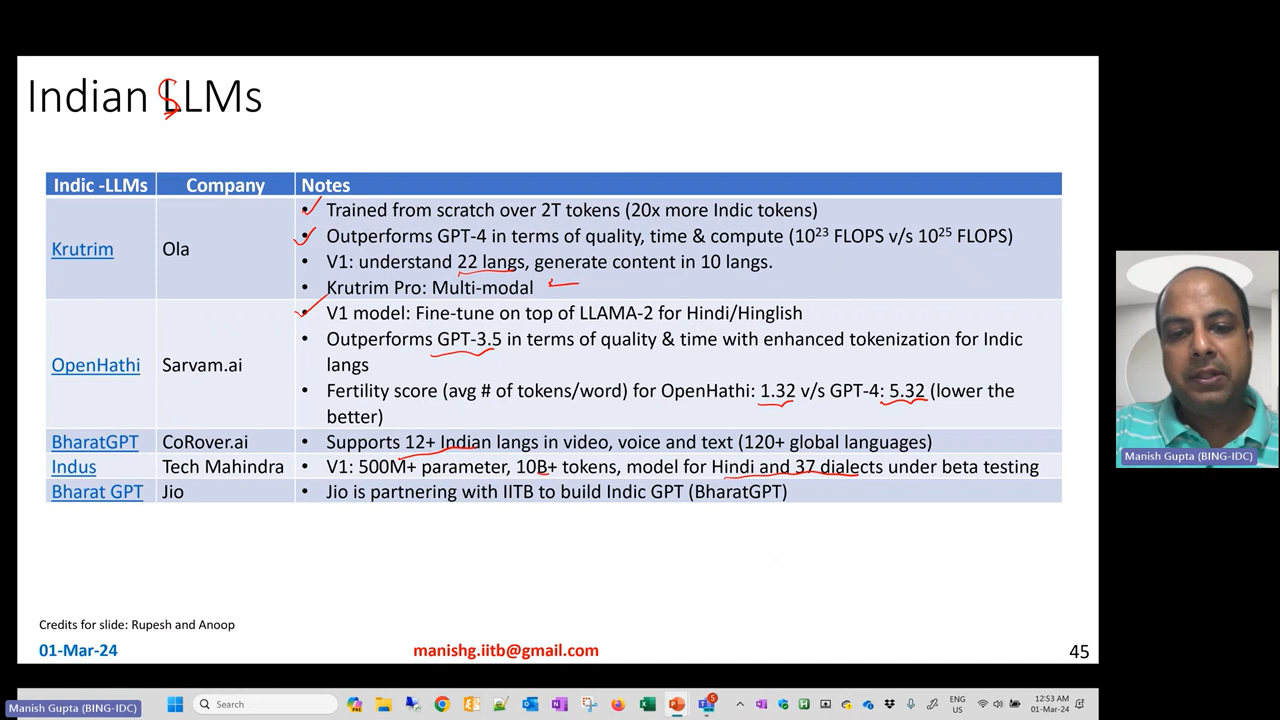 Indian LLMs
Indic -LLMs Company Notes
Krutrim Ola
• Trained from scratch over 2T tokens (20x more Indic tokens)
• Outperforms GPT-4 in terms of quality, time & compute (10²³ FLOPS v/s 10²⁵ FLOPS)
• V1: understand 22 langs, generate content in 10 langs.
• Krutrim Pro: Multi-modal
OpenHathi Sarvam.ai
• V1 model: Fine-tune on top of LLAMA-2 for Hindi/Hinglish
• Outperforms GPT-3.5 in terms of quality & time with enhanced tokenization for Indic
langs
• Fertility score (avg # of tokens/word) for OpenHathi: 1.32 v/s GPT-4: 5.32 (lower the
better)
BharatGPT CoRover.ai • Supports 12+ Indian langs in video, voice and text (120+ global languages)
Indus Tech Mahindra • V1: 500M+ parameter, 10B+ tokens, model for Hindi and 37 dialects under beta testing
Bharat GPT Jio • Jio is partnering with IITB to build Indic GPT (BharatGPT)
Manish Gupta (BING-IDC)
Credits for slide: Rupesh and Anoop
01-Mar-24 manishg.iitb@gmail.com 45
Manish Gupta (BING-IDC)
Search
5
ENG
US
12:53 AM
01-Mar-24